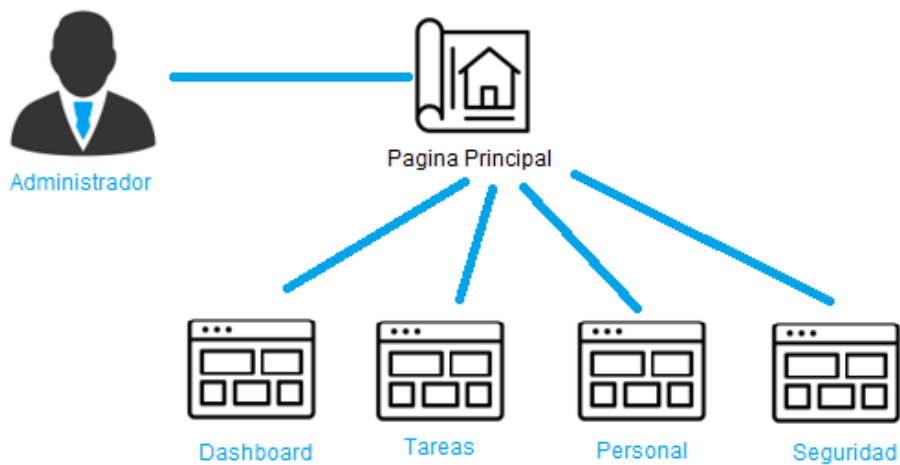 Administrador
Pagina Principal
Dashboard
Tareas
Personal
Seguridad